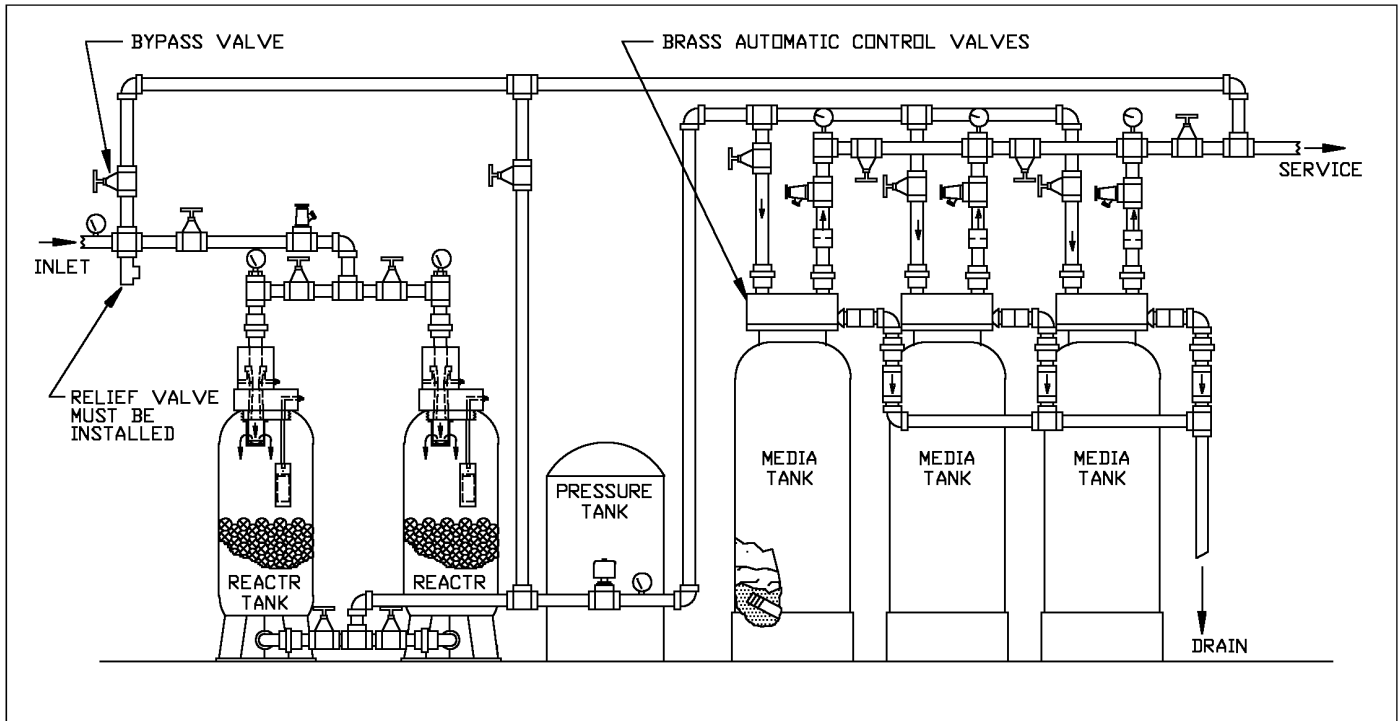 BYPASS VALVE
BRASS AUTOMATIC CONTROL VALVES
SERVICE
INLET
RELIEF VALVE
MUST BE
INSTALLED
MEDIA
TANK
MEDIA
TANK
MEDIA
TANK
PRESSURE
TANK
REACTR
TANK
REACTR
DRAIN